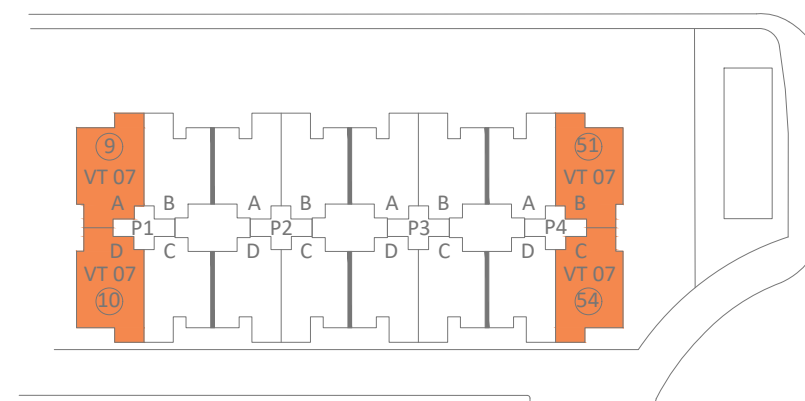 9 51
VT 07 VT 07
A B A B A B A B
P1 P2 P3 P4
D C D C D C D C
VT 07 VT 07
10 54